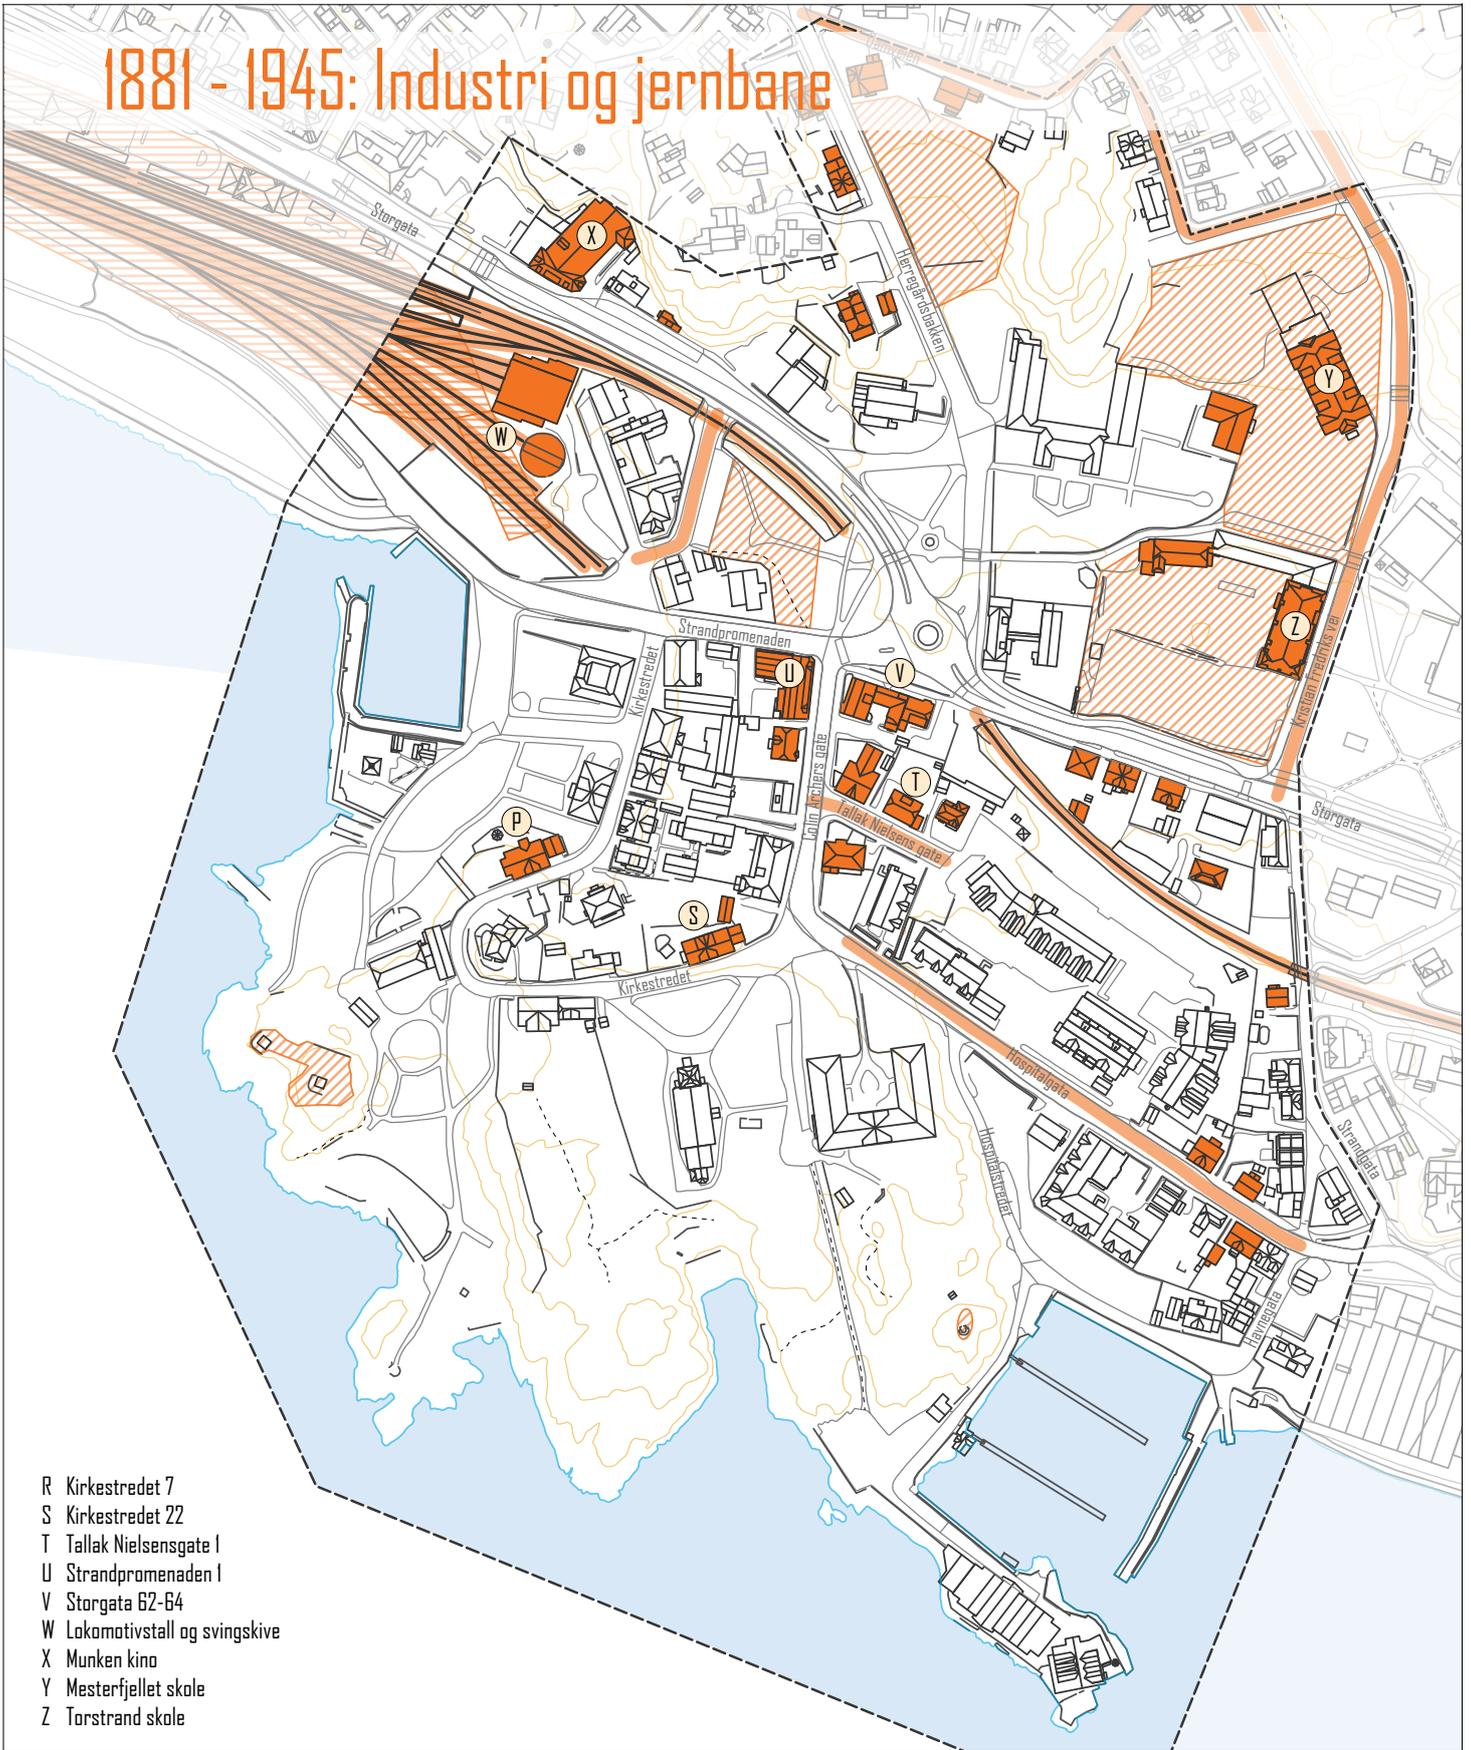 1881 - 1945: Industri og jernbane
Storgata
X
Herregårdsbakken
Y
W
Strandpromenaden
Z
Kristian Fredriks vei
Kirkestredet
U
V
Colin Archers gate
T
Tallak Nielsens gate
P
Storgata
S
Kirkestredet
Hospitalgata
Hospitalstredet
Strandgata
Havnegata
R Kirkestredet 7
S Kirkestredet 22
T Tallak Nielsensgate 1
U Strandpromenaden 1
V Storgata 62-64
W Lokomotivstall og svingskive
X Munken kino
Y Mesterfjellet skole
Z Torstrand skole